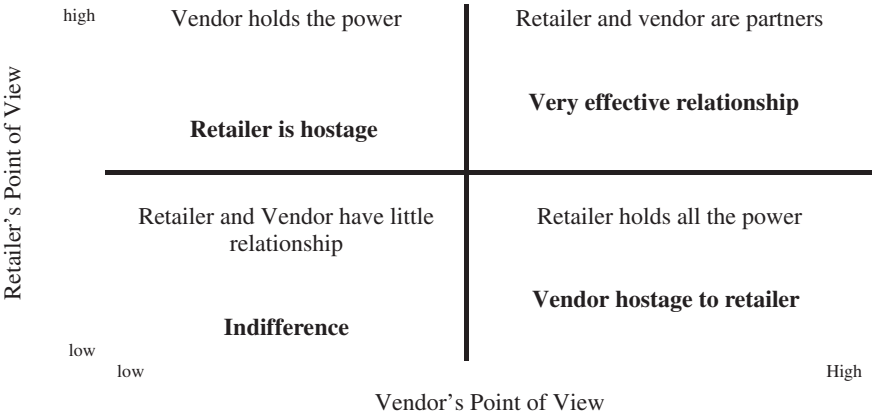 high
Vendor holds the power
Retailer and vendor are partners
Retailer's Point of View
Very effective relationship
Retailer is hostage
Retailer and Vendor have little
relationship
Retailer holds all the power
Vendor hostage to retailer
Indifference
low
low
High
Vendor's Point of View